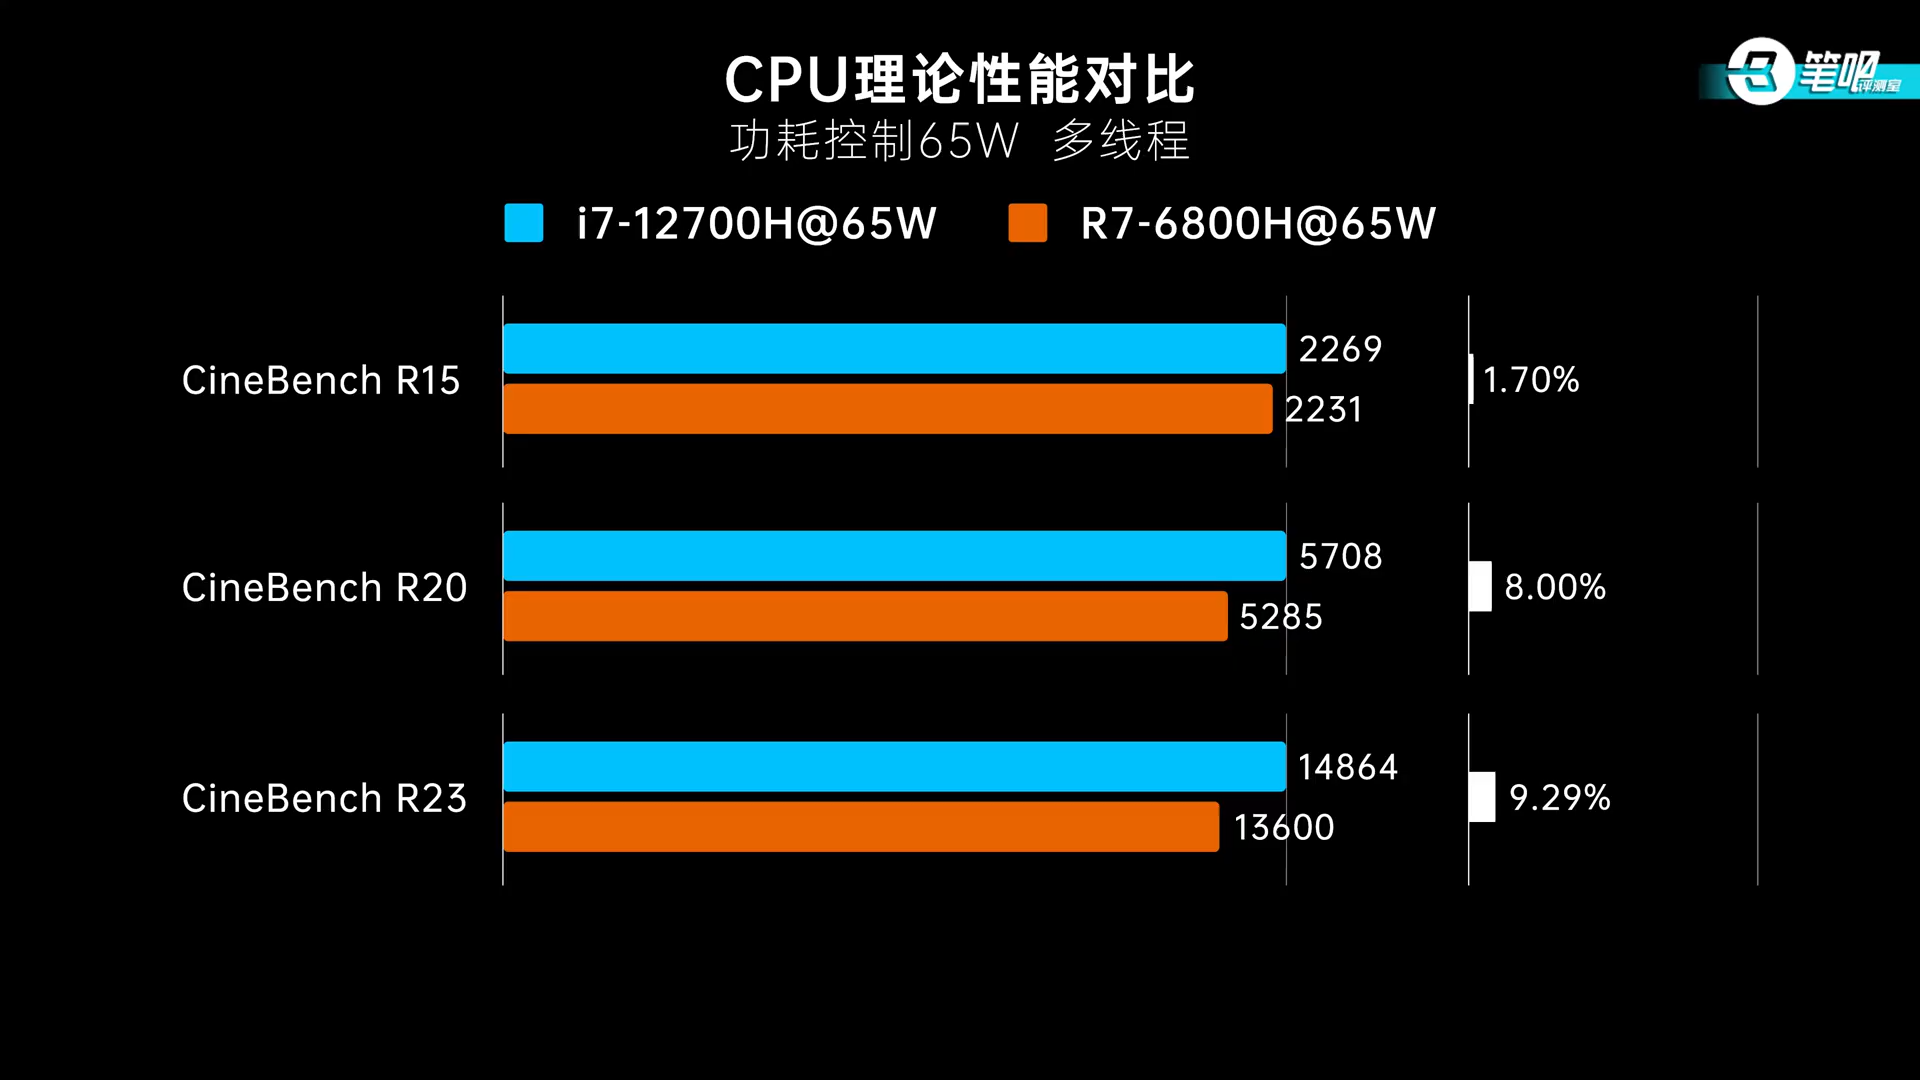 CPU理论性能对比
笔吧评测室
功耗控制65W 多线程
i7-12700H@65W
R7-6800H@65W
CineBench R15
2269
2231
1.70%
CineBench R20
5708
5285
8.00%
CineBench R23
14864
13600
9.29%